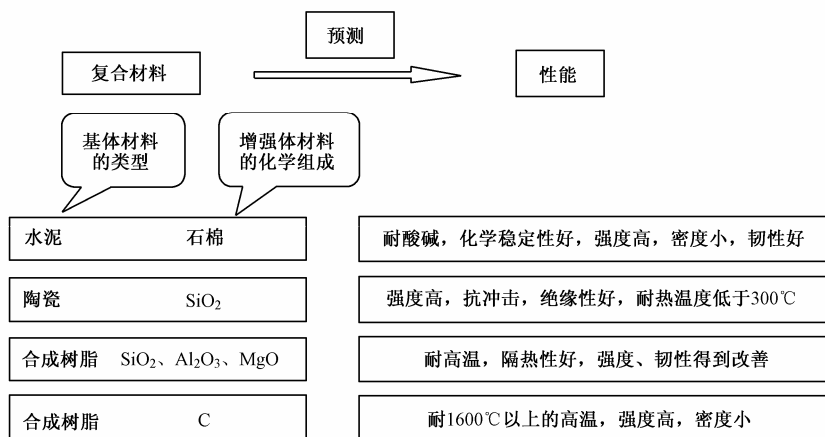 预测
复合材料
性能
基体材料
的类型
增强体材料
的化学组成
水泥 石棉
耐酸碱，化学稳定性好，强度高，密度小，韧性好
陶瓷 SiO₂
强度高，抗冲击，绝缘性好，耐热温度低于300℃
合成树脂 SiO₂、Al₂O₃、MgO
耐高温，隔热性好，强度、韧性得到改善
合成树脂 C
耐1600℃以上的高温，强度高，密度小